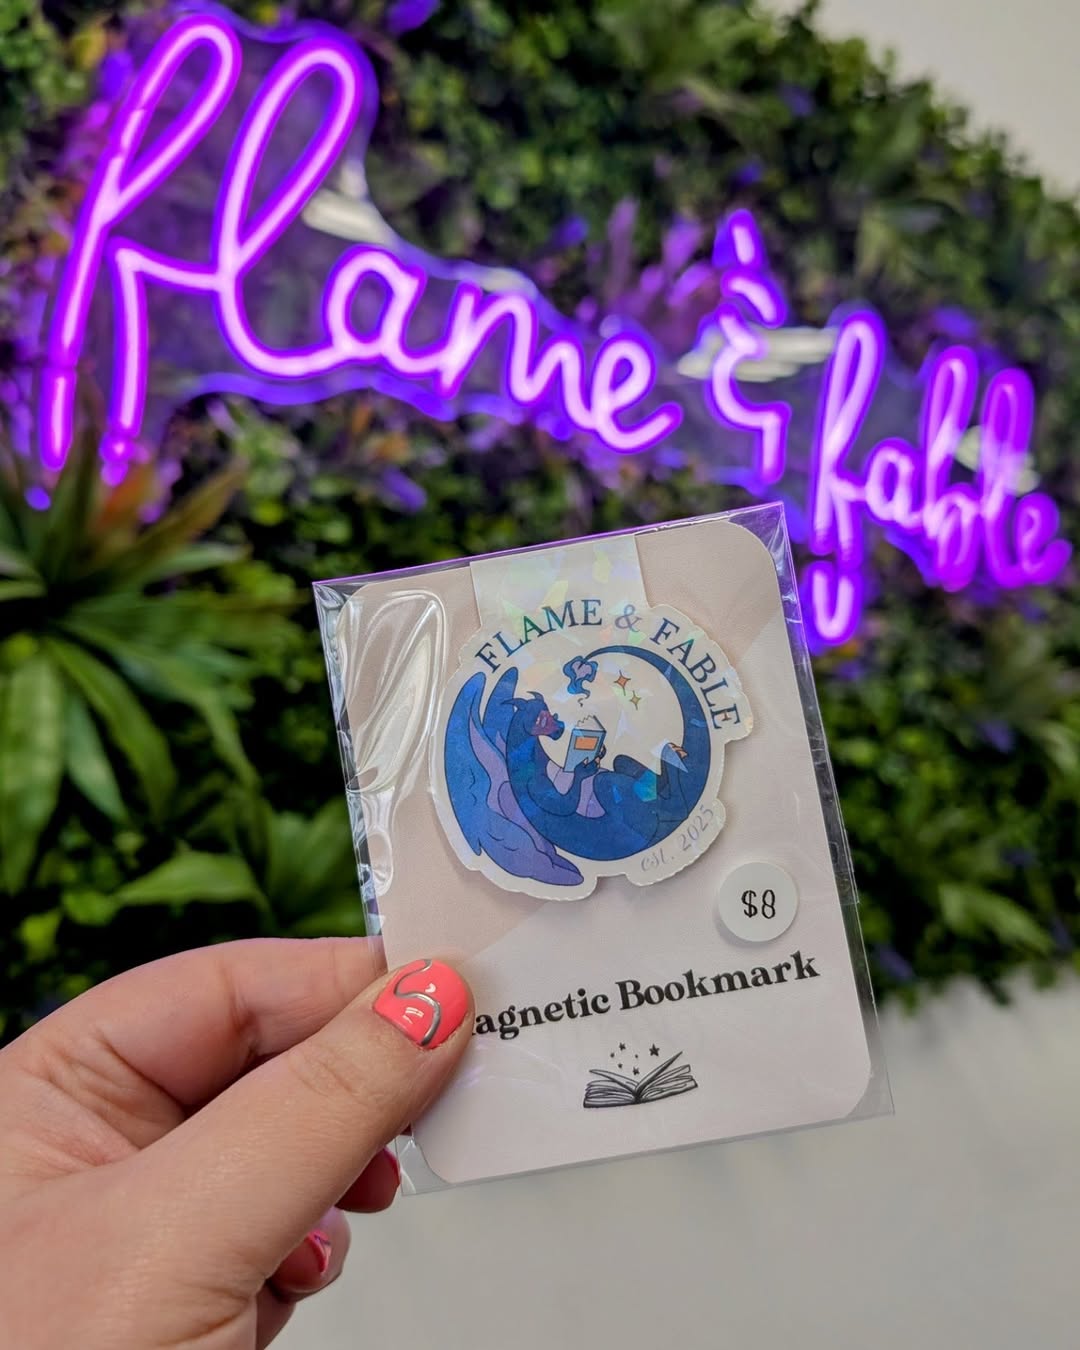 flame & fable
FLAME & FABLE
est. 2025
$8
agnetic Bookmark